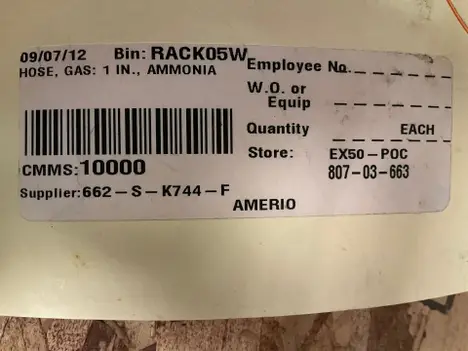 09/07/12 Bin: RACK05W
HOSE, GAS: 1 IN., AMMONIA
CMMS: 10000
Supplier: 662-S-K744-F
Employee No.
W.O. or
Equip
Quantity EACH
Store: EX50-POC
807-03-663
AMERIO